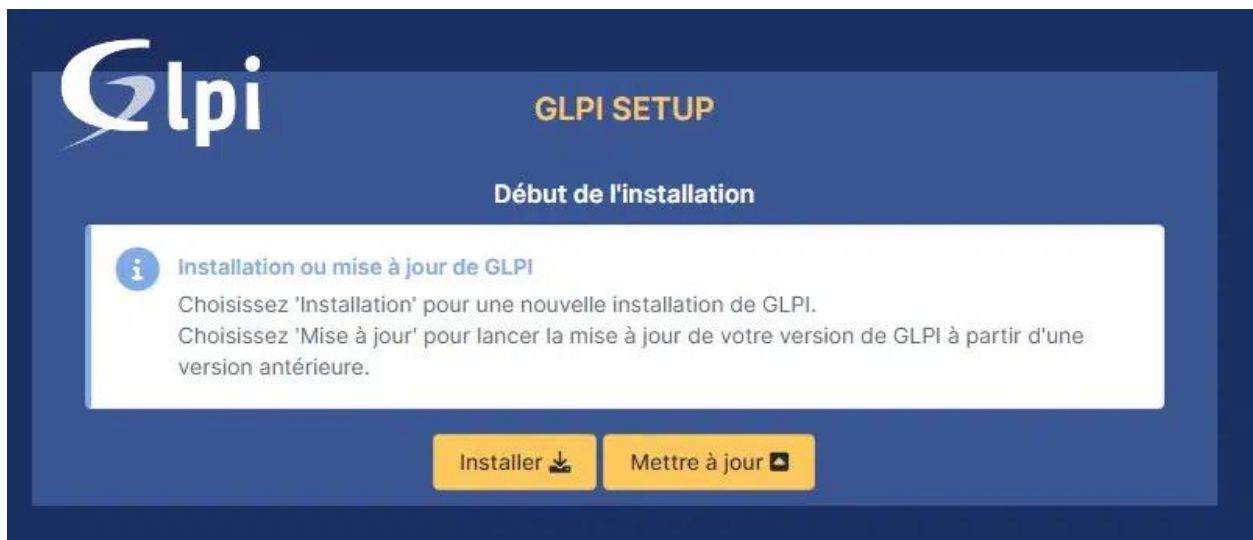 Glpi
GLPI SETUP
Début de l'installation
Installation ou mise à jour de GLPI
Choisissez 'Installation' pour une nouvelle installation de GLPI.
Choisissez 'Mise à jour' pour lancer la mise à jour de votre version de GLPI à partir d'une
version antérieure.
Installer
Mettre à jour